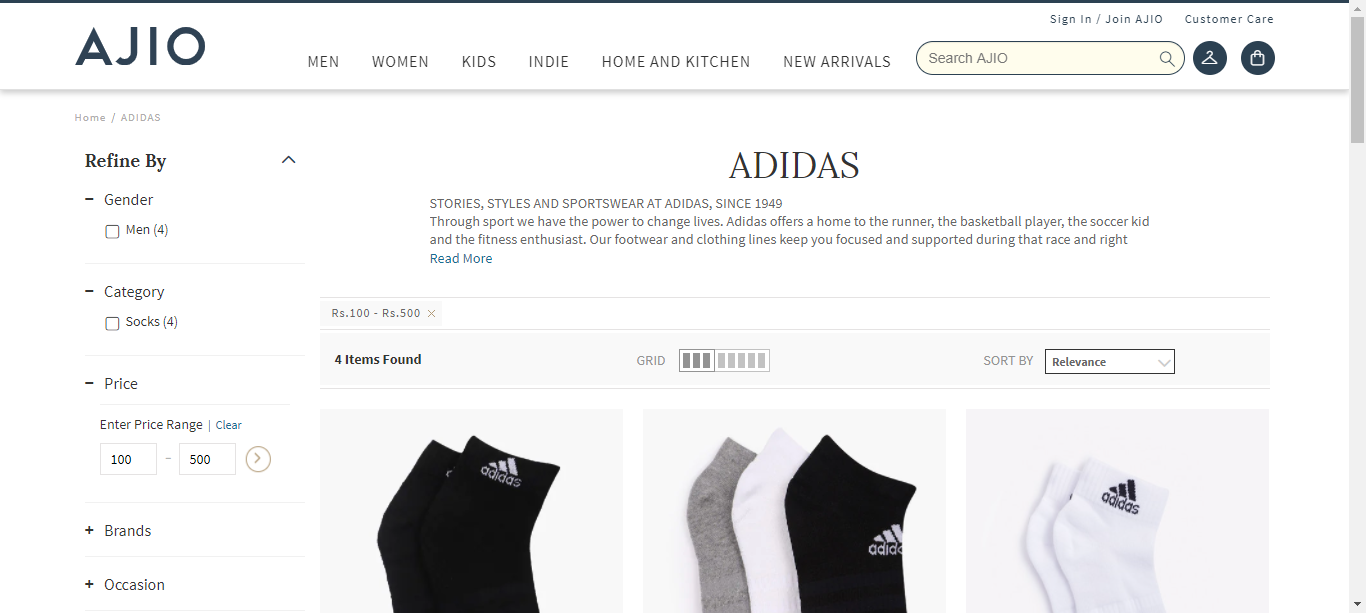 Sign In / Join AJIO
Customer Care
AJIO
MEN
WOMEN
KIDS
INDIE
HOME AND KITCHEN
NEW ARRIVALS
Search AJIO
Home / ADIDAS
Refine By
− Gender
Men (4)
− Category
Socks (4)
− Price
Enter Price Range | Clear
100 – 500
+ Brands
+ Occasion
ADIDAS
STORIES, STYLES AND SPORTSWEAR AT ADIDAS, SINCE 1949
Through sport we have the power to change lives. Adidas offers a home to the runner, the basketball player, the soccer kid
and the fitness enthusiast. Our footwear and clothing lines keep you focused and supported during that race and right
Read More
Rs.100 - Rs.500
4 Items Found
GRID
SORT BY
Relevance
adidas
adidas
adidas